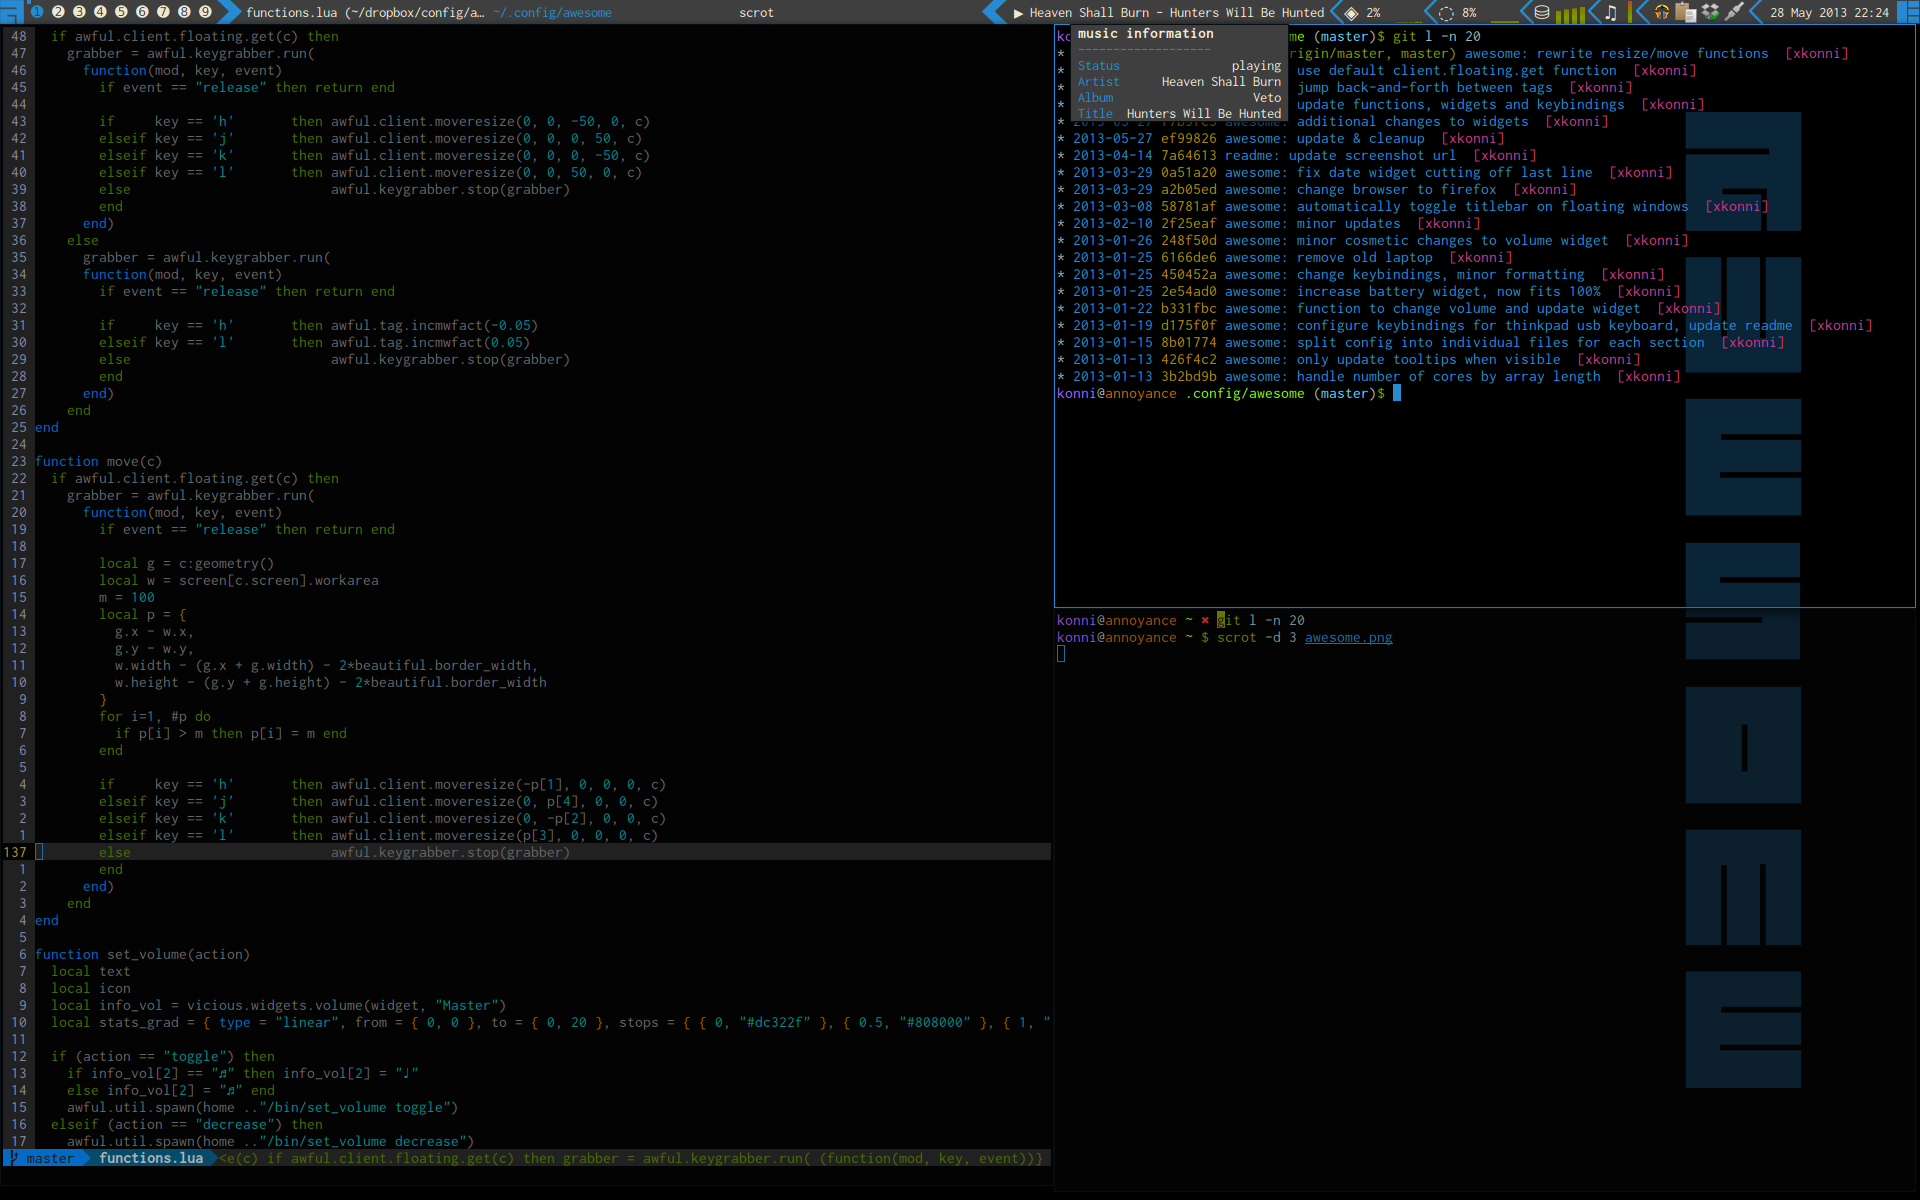 1 2 3 4 5 6 7 8 9 functions.lua (~/dropbox/config/a… ~/.config/awesome scrot ▶ Heaven Shall Burn - Hunters Will Be Hunted 2% 8% 28 May 2013 22:24
48 if awful.client.floating.get(c) then
47 grabber = awful.keygrabber.run(
46 function(mod, key, event)
45 if event == "release" then return end
44
43 if key == 'h' then awful.client.moveresize(0, 0, -50, 0, c)
42 elseif key == 'j' then awful.client.moveresize(0, 0, 0, 50, c)
41 elseif key == 'k' then awful.client.moveresize(0, 0, 0, -50, c)
40 elseif key == 'l' then awful.client.moveresize(0, 0, 50, 0, c)
39 else awful.keygrabber.stop(grabber)
38 end
37 end)
36 else
35 grabber = awful.keygrabber.run(
34 function(mod, key, event)
33 if event == "release" then return end
32
31 if key == 'h' then awful.tag.incmwfact(-0.05)
30 elseif key == 'l' then awful.tag.incmwfact(0.05)
29 else awful.keygrabber.stop(grabber)
28 end
27 end)
26 end
25 end
24
23 function move(c)
22 if awful.client.floating.get(c) then
21 grabber = awful.keygrabber.run(
20 function(mod, key, event)
19 if event == "release" then return end
18
17 local g = c:geometry()
16 local w = screen[c.screen].workarea
15 m = 100
14 local p = {
13 g.x - w.x,
12 g.y - w.y,
11 w.width - (g.x + g.width) - 2*beautiful.border_width,
10 w.height - (g.y + g.height) - 2*beautiful.border_width
9 }
8 for i=1, #p do
7 if p[i] > m then p[i] = m end
6 end
5
4 if key == 'h' then awful.client.moveresize(-p[1], 0, 0, 0, c)
3 elseif key == 'j' then awful.client.moveresize(0, p[4], 0, 0, c)
2 elseif key == 'k' then awful.client.moveresize(0, -p[2], 0, 0, c)
1 elseif key == 'l' then awful.client.moveresize(p[3], 0, 0, 0, c)
137 else awful.keygrabber.stop(grabber)
1 end
2 end)
3 end
4 end
5
6 function set_volume(action)
7 local text
8 local icon
9 local info_vol = vicious.widgets.volume(widget, "Master")
10 local stats_grad = { type = "linear", from = { 0, 0 }, to = { 0, 20 }, stops = { { 0, "#dc322f" }, { 0.5, "#808000" }, { 1, "
11
12 if (action == "toggle") then
13 if info_vol[2] == "♫" then info_vol[2] = "♩"
14 else info_vol[2] = "♫" end
15 awful.util.spawn(home .."/bin/set_volume toggle")
16 elseif (action == "decrease") then
17 awful.util.spawn(home .."/bin/set_volume decrease")
master functions.lua <e(c) if awful.client.floating.get(c) then grabber = awful.keygrabber.run( (function(mod, key, event))}
music information
-------------------
Status playing
Artist Heaven Shall Burn
Album Veto
Title Hunters Will Be Hunted
me (master)$ git l -n 20
* rigin/master, master) awesome: rewrite resize/move functions [xkonni]
* use default client.floating.get function [xkonni]
* jump back-and-forth between tags [xkonni]
* update functions, widgets and keybindings [xkonni]
* additional changes to widgets [xkonni]
* 2013-05-27 ef99826 awesome: update & cleanup [xkonni]
* 2013-04-14 7a64613 readme: update screenshot url [xkonni]
* 2013-03-29 0a51a20 awesome: fix date widget cutting off last line [xkonni]
* 2013-03-29 a2b05ed awesome: change browser to firefox [xkonni]
* 2013-03-08 58781af awesome: automatically toggle titlebar on floating windows [xkonni]
* 2013-02-10 2f25eaf awesome: minor updates [xkonni]
* 2013-01-26 248f50d awesome: minor cosmetic changes to volume widget [xkonni]
* 2013-01-25 6166de6 awesome: remove old laptop [xkonni]
* 2013-01-25 450452a awesome: change keybindings, minor formatting [xkonni]
* 2013-01-25 2e54ad0 awesome: increase battery widget, now fits 100% [xkonni]
* 2013-01-22 b331fbc awesome: function to change volume and update widget [xkonni]
* 2013-01-19 d175f0f awesome: configure keybindings for thinkpad usb keyboard, update readme [xkonni]
* 2013-01-15 8b01774 awesome: split config into individual files for each section [xkonni]
* 2013-01-13 426f4c2 awesome: only update tooltips when visible [xkonni]
* 2013-01-13 3b2bd9b awesome: handle number of cores by array length [xkonni]
konni@annoyance .config/awesome (master)$
konni@annoyance ~ ✖ git l -n 20
konni@annoyance ~ $ scrot -d 3 awesome.png